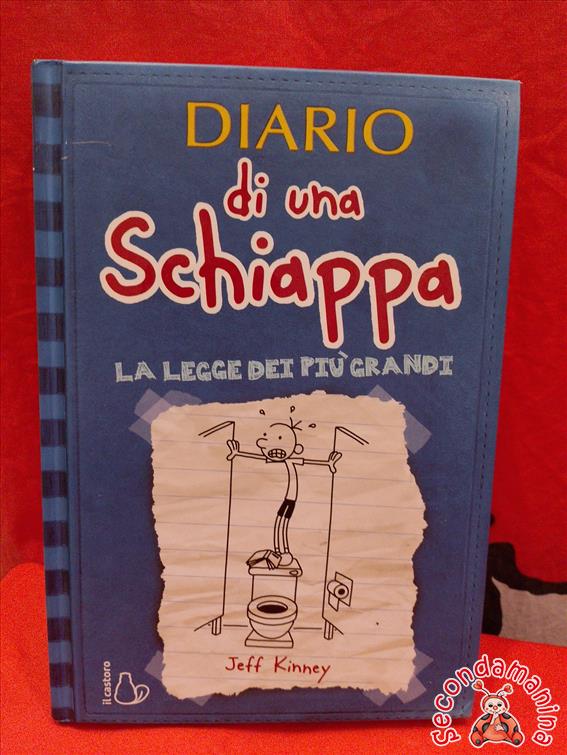 DIARIO
di una
Schiappa
LA LEGGE DEI PIÙ GRANDI
Jeff Kinney
il castoro
Secondamanina